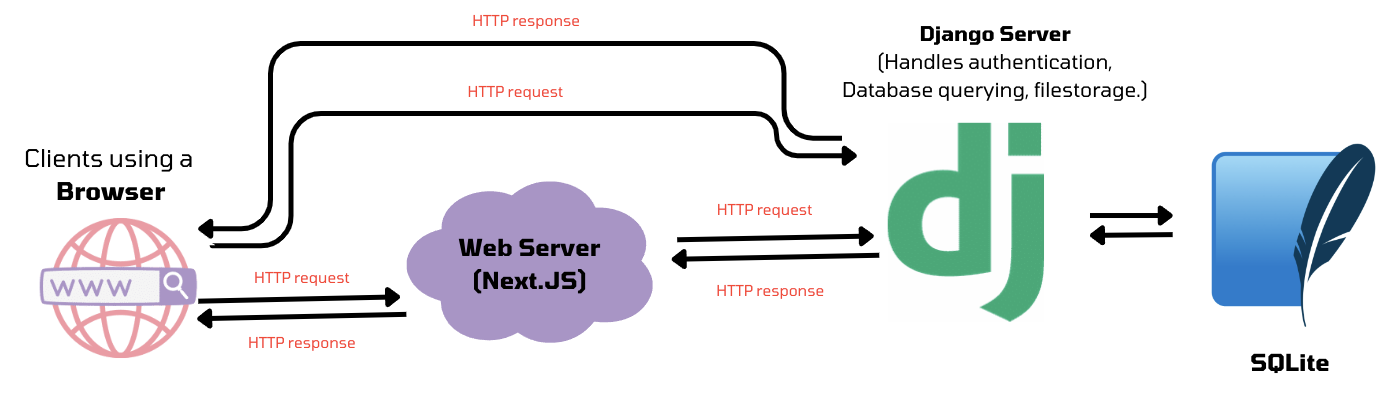 HTTP response
Django Server
(Handles authentication,
Database querying, filestorage.)
HTTP request
Clients using a
Browser
WWW
HTTP request
HTTP response
Web Server
(Next.JS)
HTTP request
HTTP response
dj
SQLite